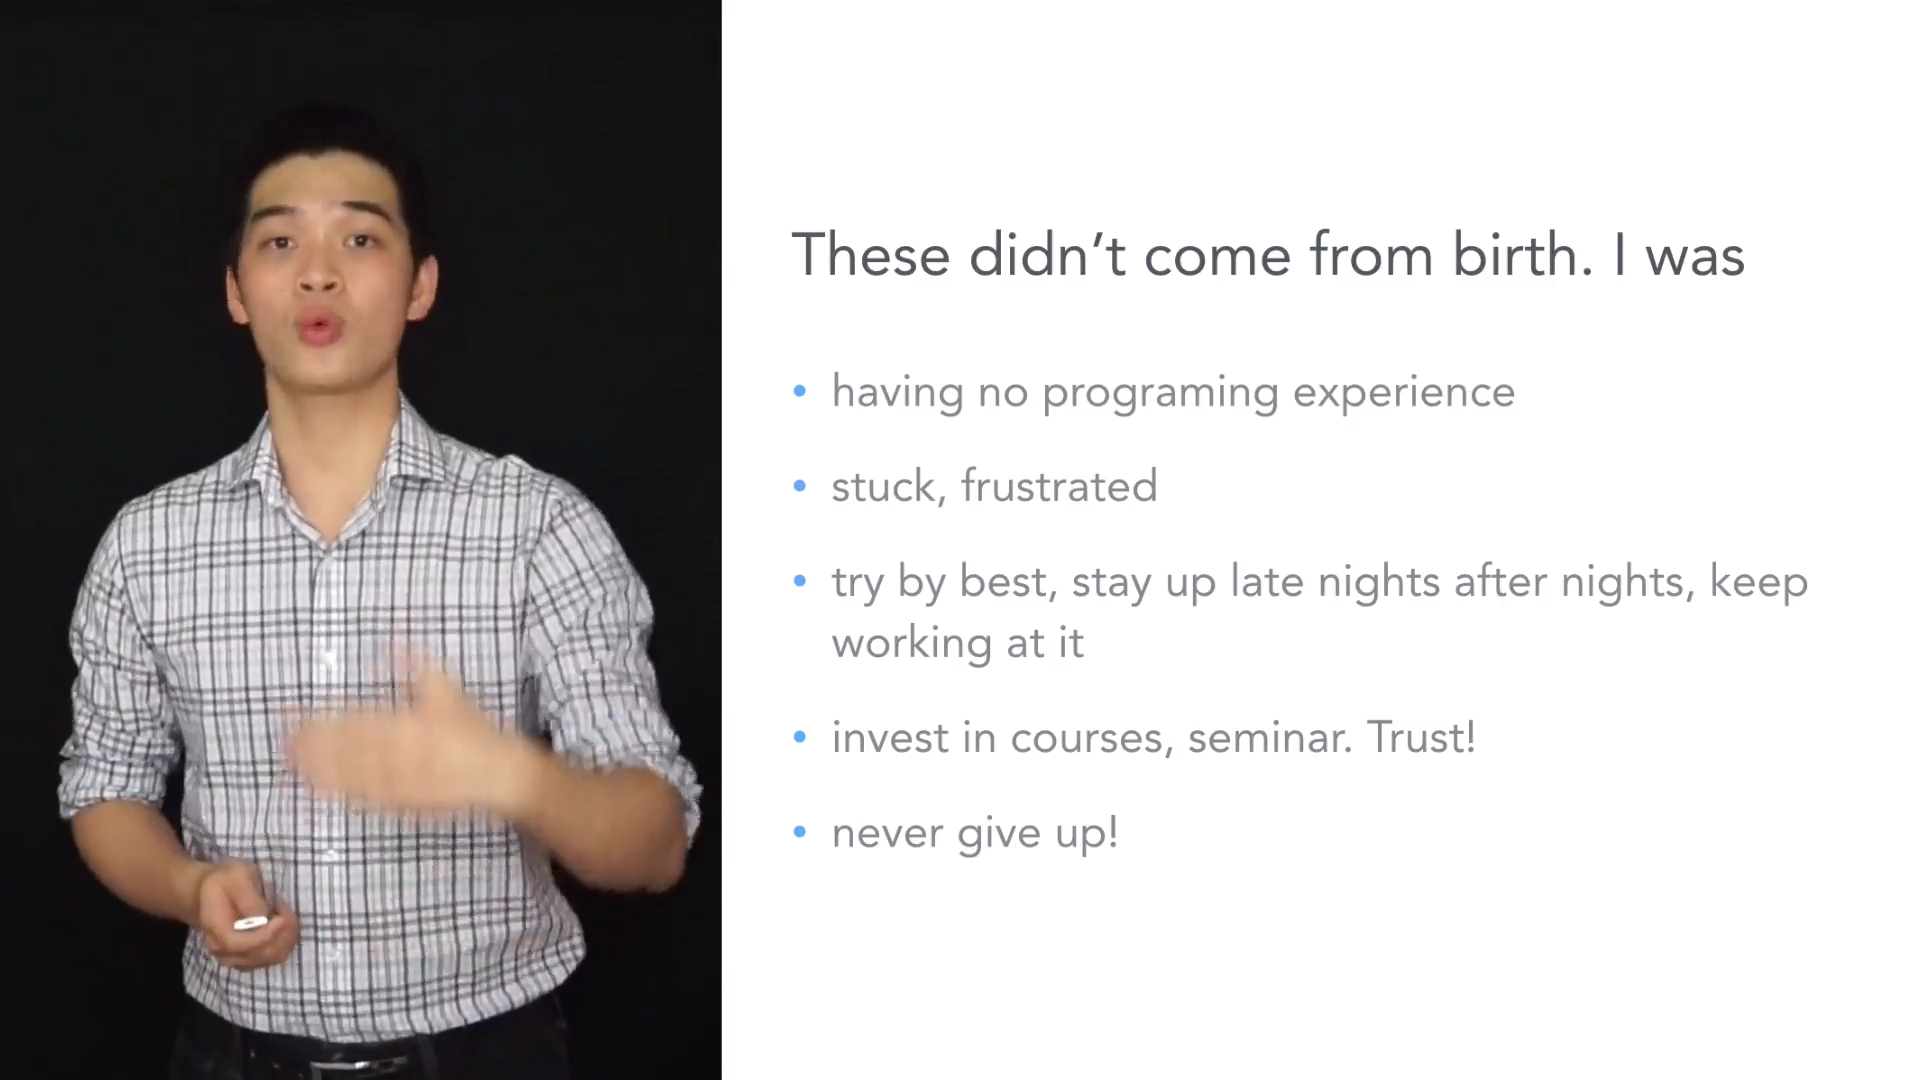 These didn’t come from birth. I was
• having no programing experience
• stuck, frustrated
• try by best, stay up late nights after nights, keep
working at it
• invest in courses, seminar. Trust!
• never give up!